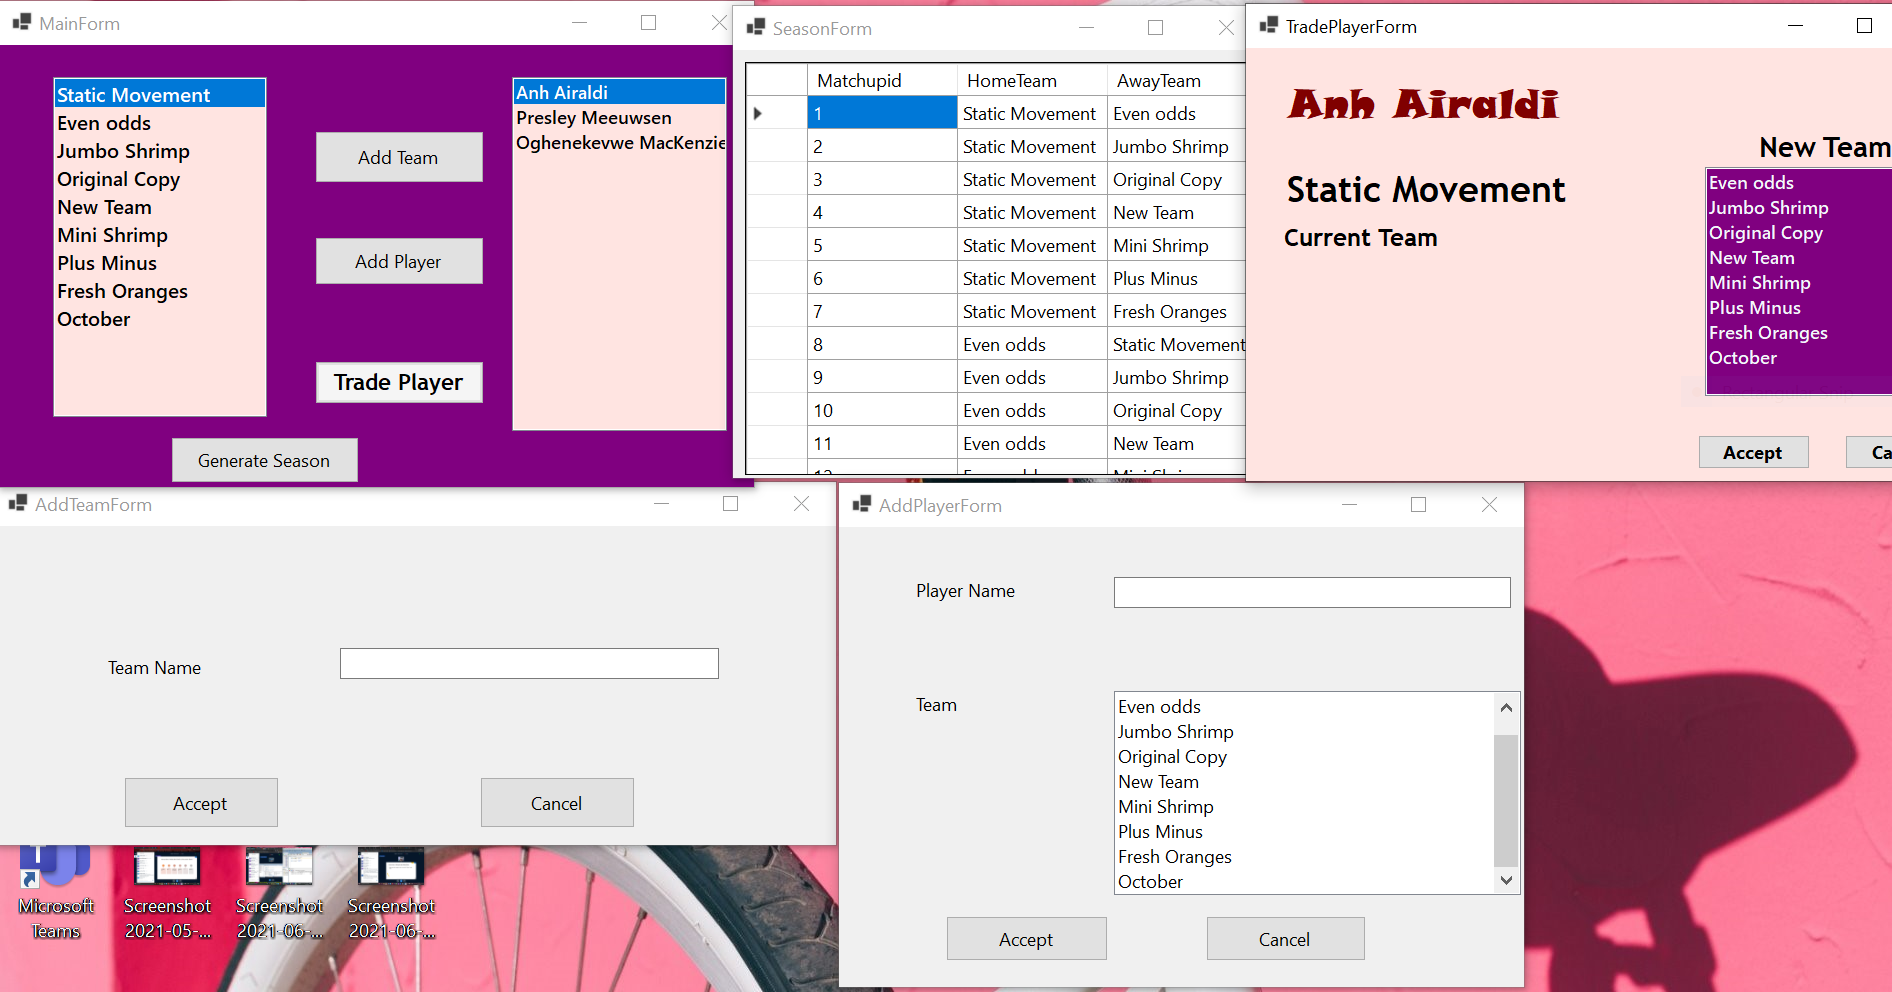 MainForm
Static Movement
Even odds
Jumbo Shrimp
Original Copy
New Team
Mini Shrimp
Plus Minus
Fresh Oranges
October
Add Team
Add Player
Trade Player
Generate Season
Anh Airaldi
Presley Meeuwsen
Oghenekevwe MacKenzie
SeasonForm
Matchupid HomeTeam AwayTeam
1 Static Movement Even odds
2 Static Movement Jumbo Shrimp
3 Static Movement Original Copy
4 Static Movement New Team
5 Static Movement Mini Shrimp
6 Static Movement Plus Minus
7 Static Movement Fresh Oranges
8 Even odds Static Movement
9 Even odds Jumbo Shrimp
10 Even odds Original Copy
11 Even odds New Team
TradePlayerForm
Anh Airaldi
Static Movement
Current Team
New Team
Even odds
Jumbo Shrimp
Original Copy
New Team
Mini Shrimp
Plus Minus
Fresh Oranges
October
Accept Ca
AddTeamForm
Team Name
Accept Cancel
AddPlayerForm
Player Name
Team
Even odds
Jumbo Shrimp
Original Copy
New Team
Mini Shrimp
Plus Minus
Fresh Oranges
October
Accept Cancel
Microsoft
Teams
Screenshot
2021-05-...
Screenshot
2021-06-...
Screenshot
2021-06-...